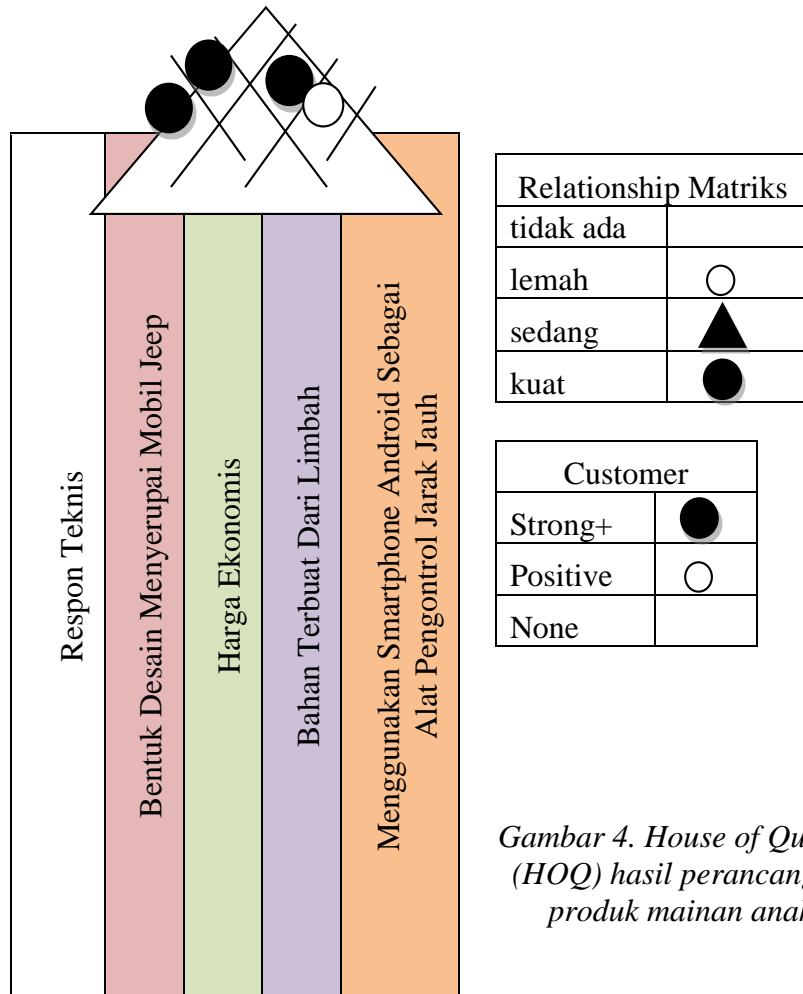 Respon Teknis
Bentuk Desain Menyerupai Mobil Jeep
Harga Ekonomis
Bahan Terbuat Dari Limbah
Menggunakan Smartphone Android Sebagai
Alat Pengontrol Jarak Jauh
Relationship Matriks
tidak ada
lemah
sedang
kuat
Customer
Strong+
Positive
None
Gambar 4. House of Qu
(HOQ) hasil perancang
produk mainan anak